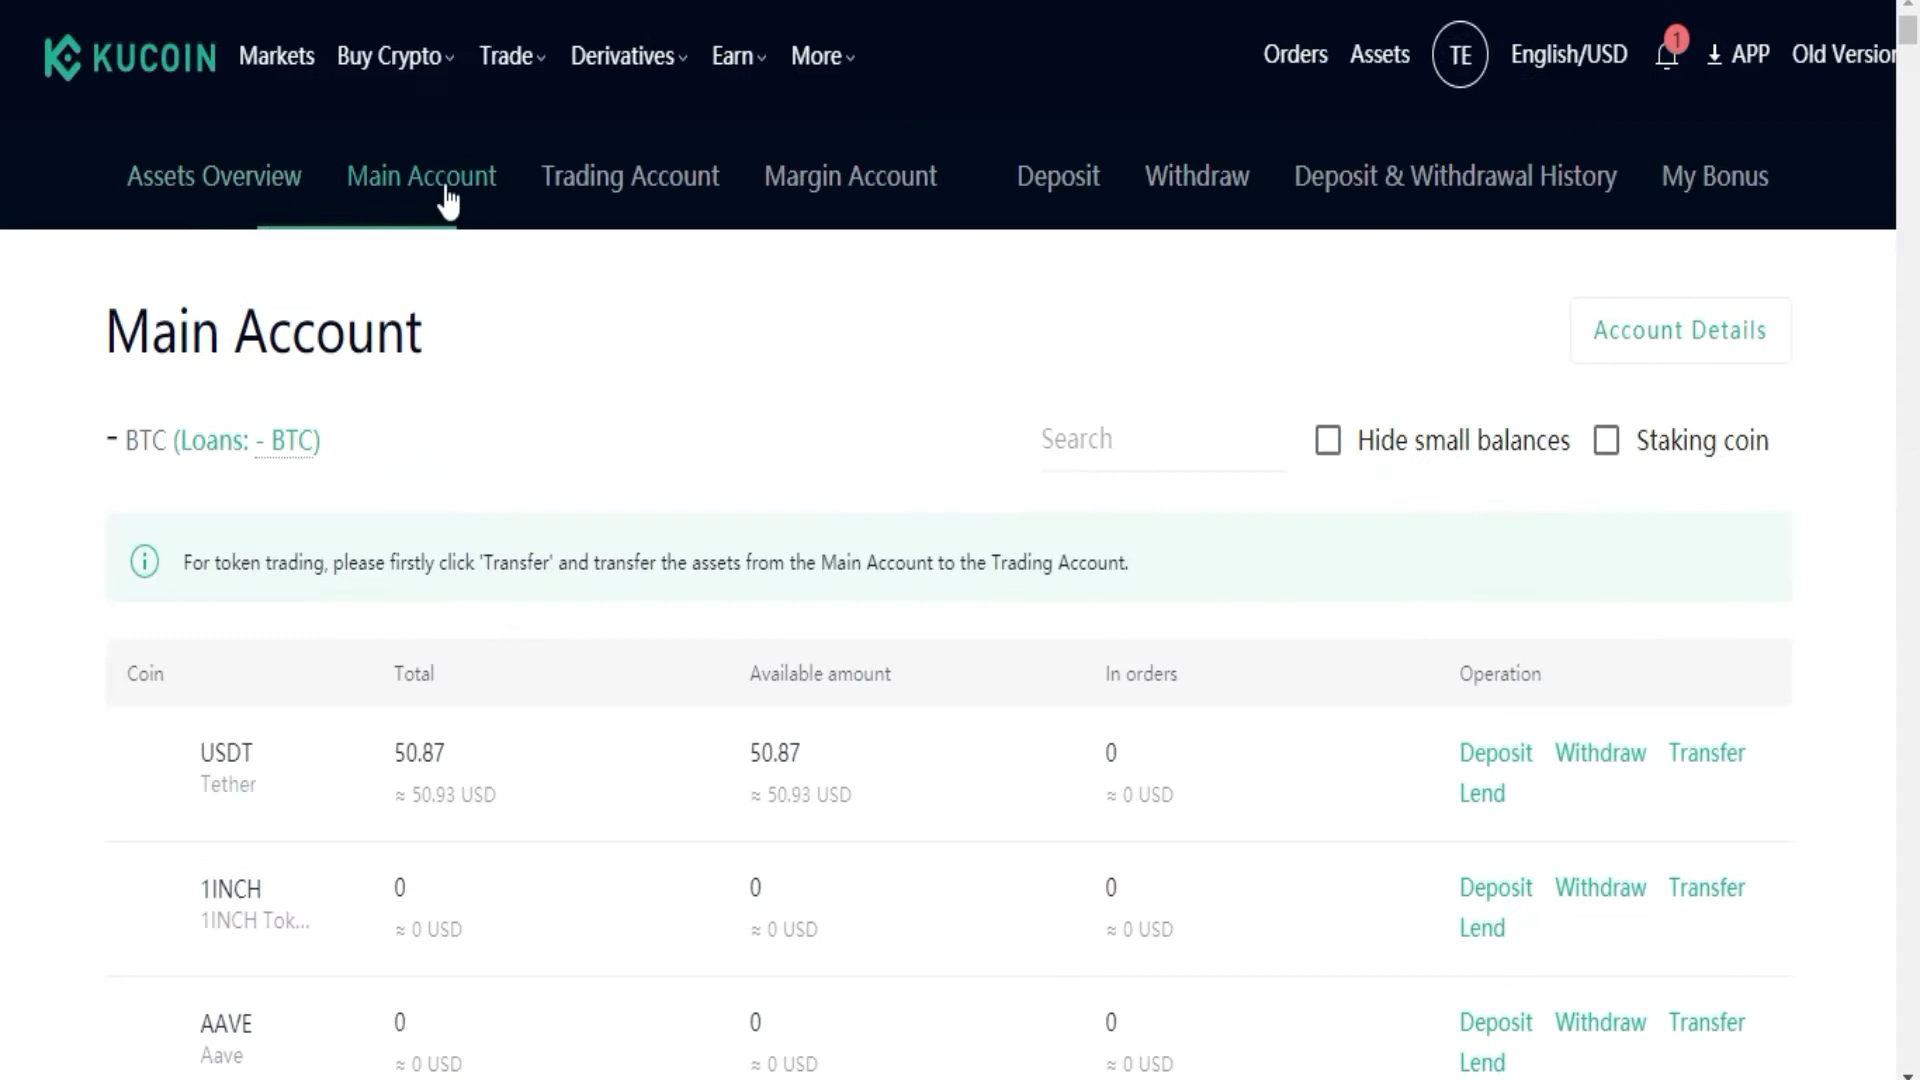 KUCOIN Markets Buy Crypto Trade Derivatives Earn More Orders Assets TE English/USD 1 APP Old Version
Assets Overview Main Account Trading Account Margin Account Deposit Withdraw Deposit & Withdrawal History My Bonus
Main Account Account Details
- BTC (Loans: - BTC) Search Hide small balances Staking coin
For token trading, please firstly click 'Transfer' and transfer the assets from the Main Account to the Trading Account.
Coin Total Available amount In orders Operation
USDT 50.87 50.87 0 Deposit Withdraw Transfer
Tether ≈ 50.93 USD ≈ 50.93 USD ≈ 0 USD Lend
1INCH 0 0 0 Deposit Withdraw Transfer
1INCH Tok... ≈ 0 USD ≈ 0 USD ≈ 0 USD Lend
AAVE 0 0 0 Deposit Withdraw Transfer
Aave ≈ 0 USD ≈ 0 USD ≈ 0 USD Lend